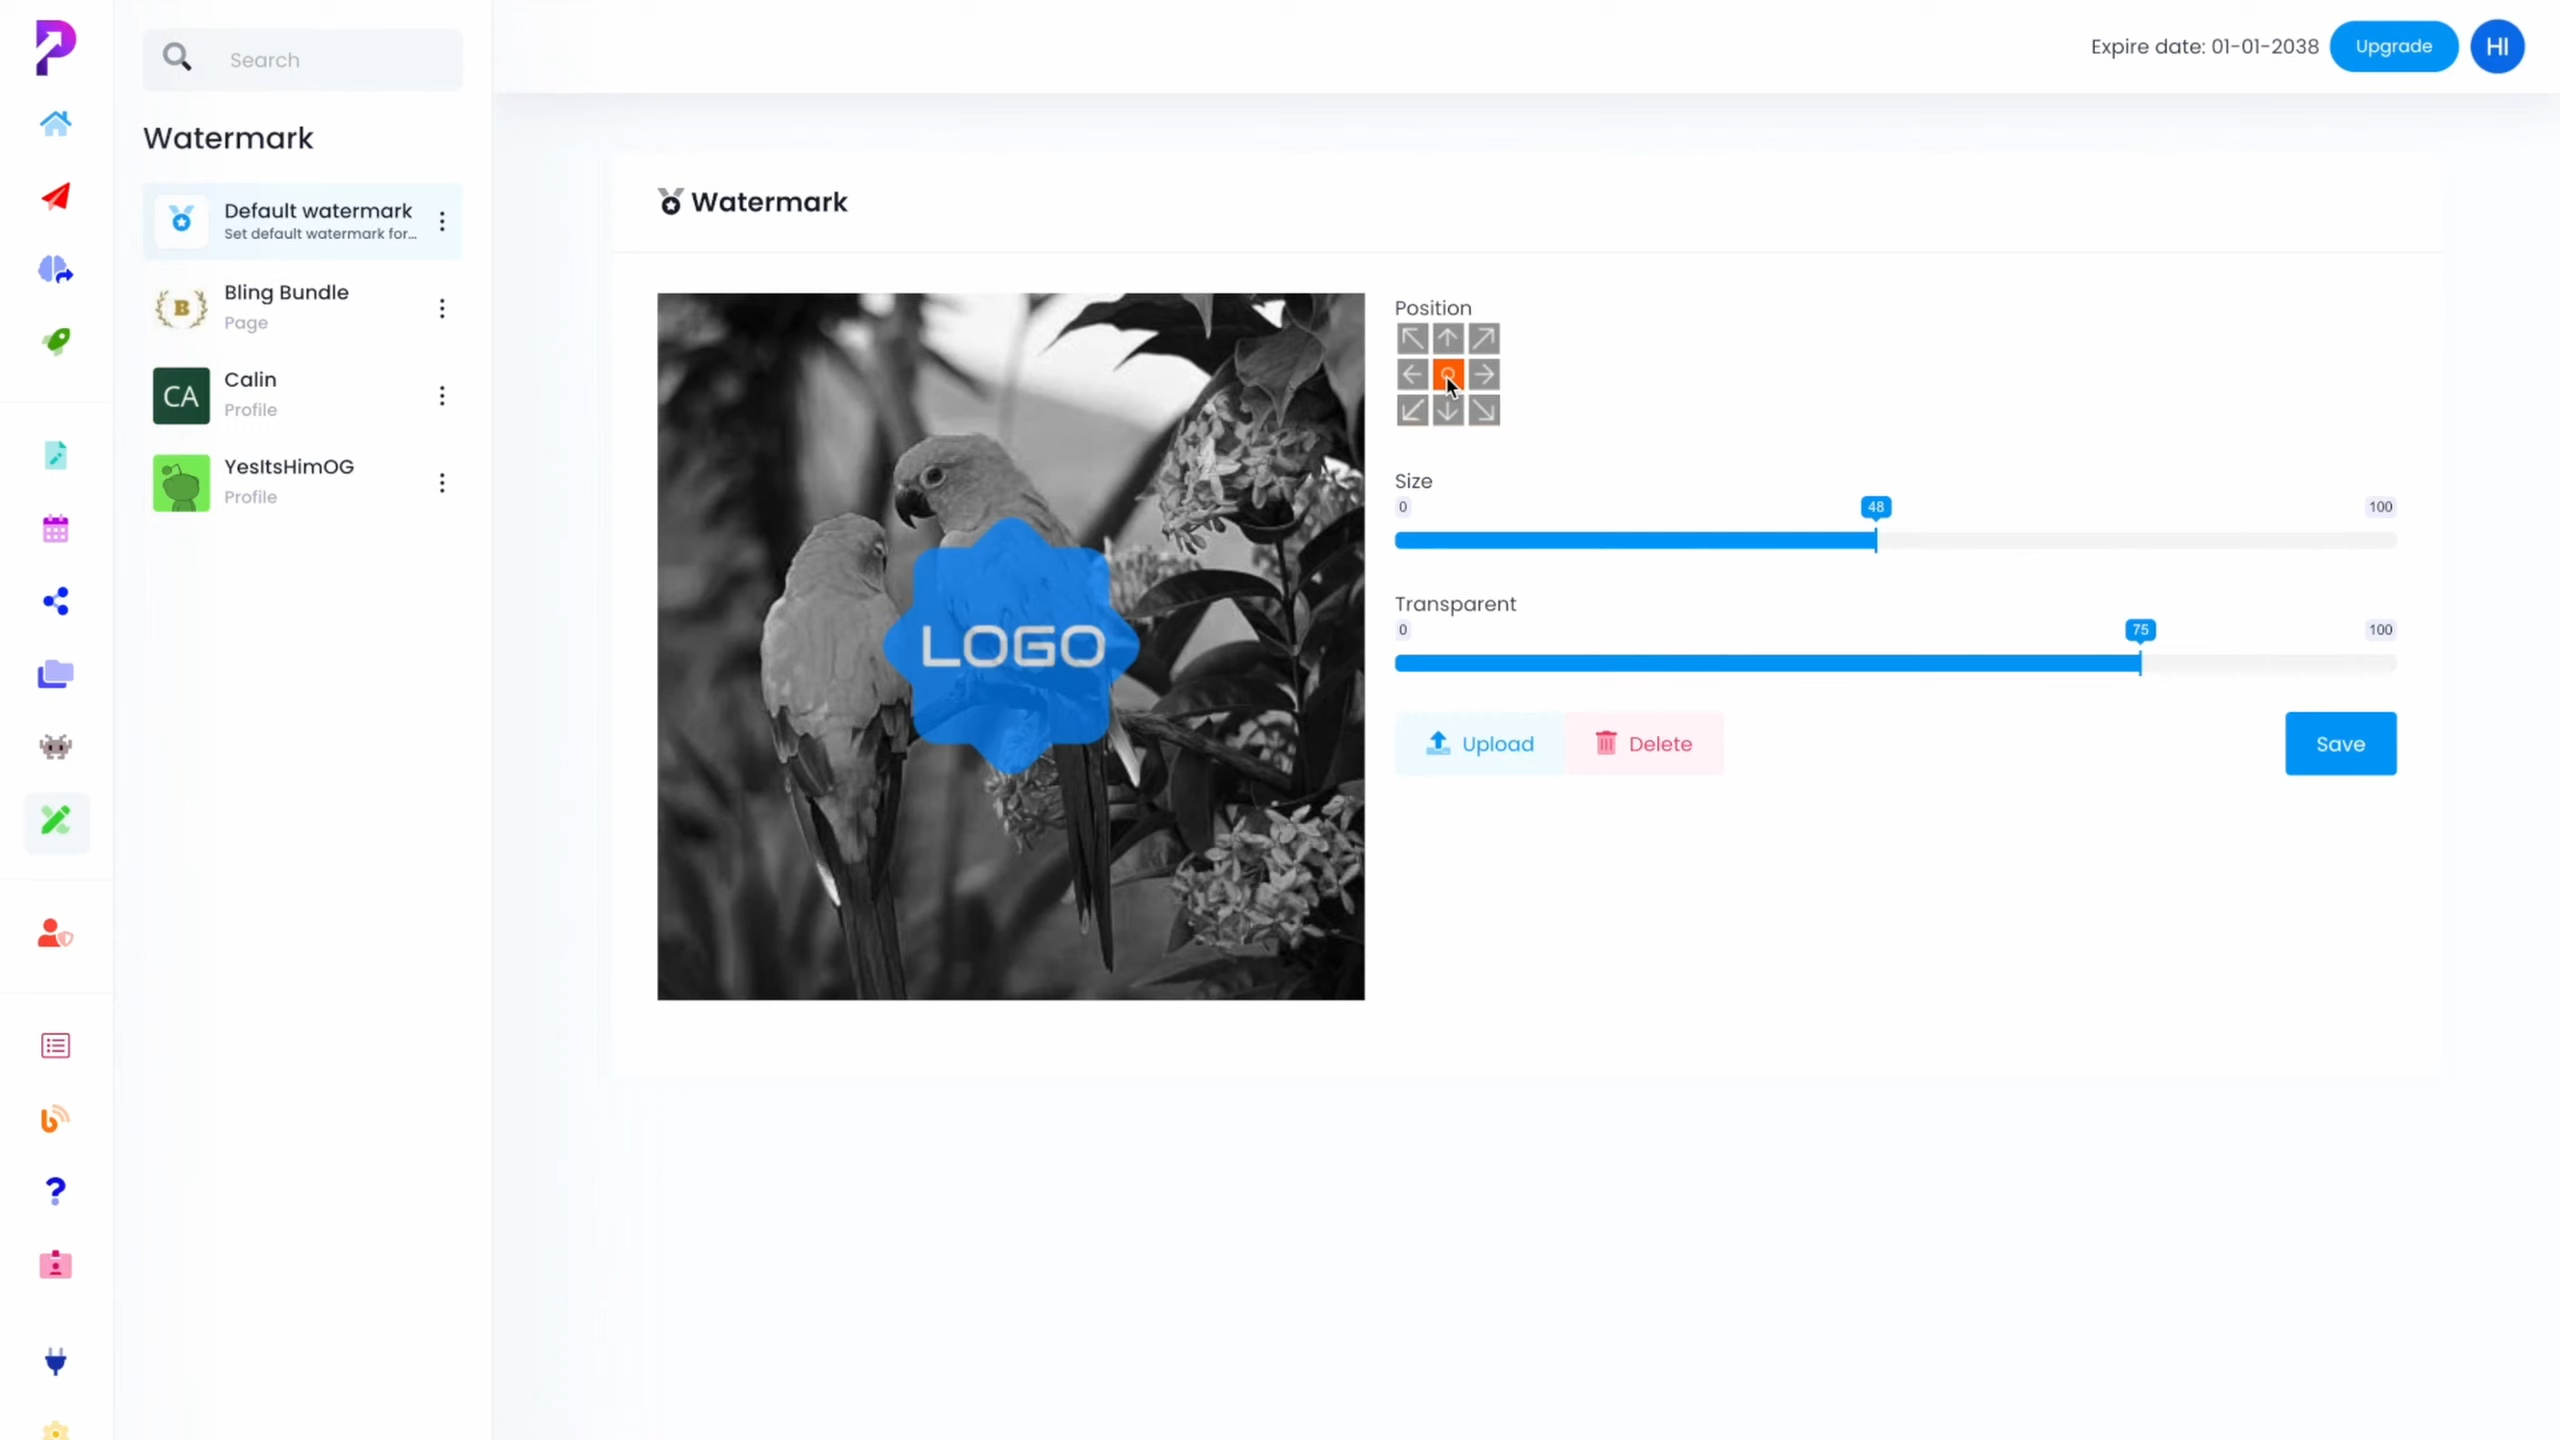 Search
Expire date: 01-01-2038
Upgrade
HI
Watermark
Default watermark
Set default watermark for...
B
Bling Bundle
Page
CA
Calin
Profile
YesItsHimOG
Profile
Watermark
LOGO
Position
Size
0
48
100
Transparent
0
75
100
Upload
Delete
Save